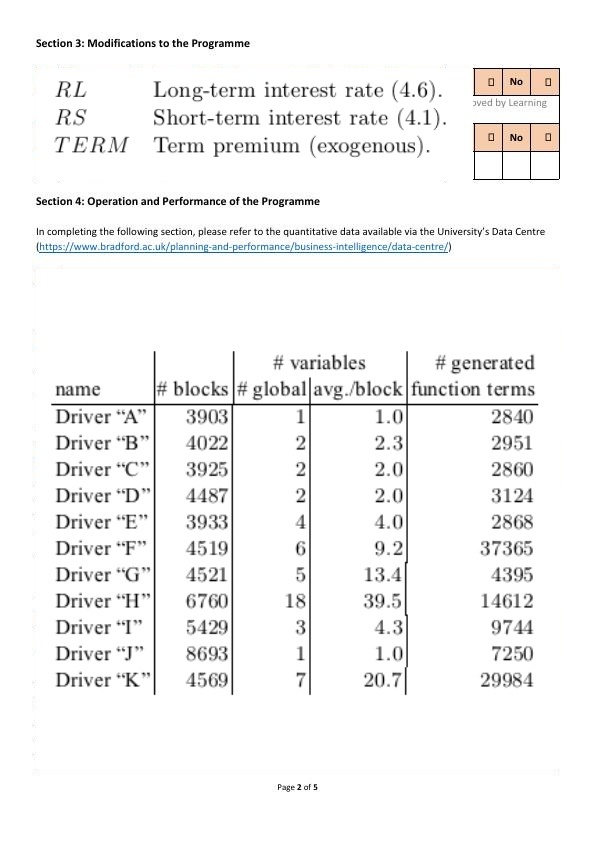 Section 3: Modifications to the Programme
RL Long-term interest rate (4.6).
RS Short-term interest rate (4.1).
TERM Term premium (exogenous).
No
by Learning
No
Section 4: Operation and Performance of the Programme
In completing the following section, please refer to the quantitative data available via the University's Data Centre
(https://www.bradford.ac.uk/planning-and-performance/business-intelligence/data-centre/)
# variables # generated
name # blocks # global avg./block function terms
Driver “A” 3903 1 1.0 2840
Driver “B” 4022 2 2.3 2951
Driver “C” 3925 2 2.0 2860
Driver “D” 4487 2 2.0 3124
Driver “E” 3933 4 4.0 2868
Driver “F” 4519 6 9.2 37365
Driver “G” 4521 5 13.4 4395
Driver “H” 6760 18 39.5 14612
Driver “I” 5429 3 4.3 9744
Driver “J” 8693 1 1.0 7250
Driver “K” 4569 7 20.7 29984
Page 2 of 5